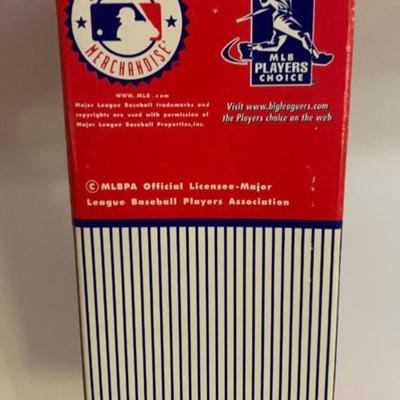 MERCHANDISE
MLB
PLAYERS
CHOICE
WWW.MLB.com
Major League Baseball trademarks and
copyrights are used with permission of
Major League Baseball Properties,Inc.
Visit www.bigleaguers.com
the Players choice on the web
©MLBPA Official Licensee-Major
League Baseball Players Association